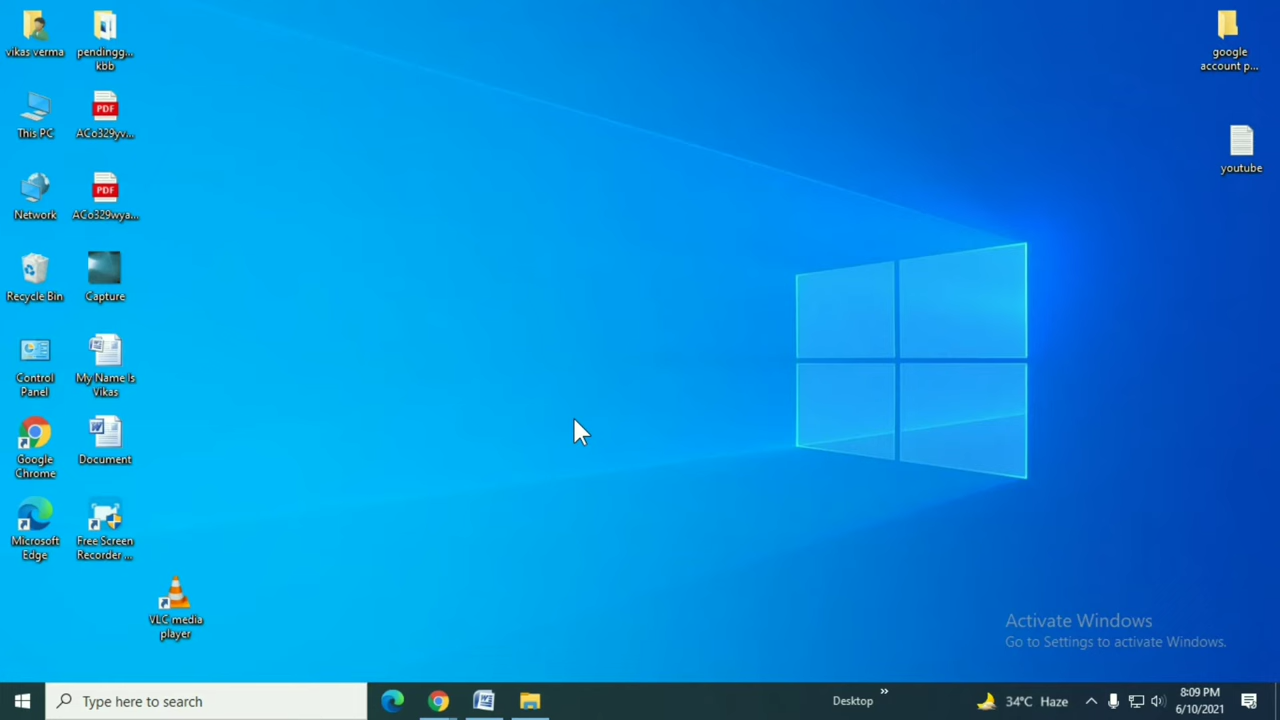 vikas verma
pendingg...
kbb
google
account p...
This PC
PDF
ACo329yv...
youtube
Network
PDF
ACo329wya...
Recycle Bin
Capture
Control
Panel
My Name Is
Vikas
Google
Chrome
Document
Microsoft
Edge
Free Screen
Recorder ...
VLC media
player
Activate Windows
Go to Settings to activate Windows.
Type here to search
Desktop
34°C Haze
8:09 PM
6/10/2021